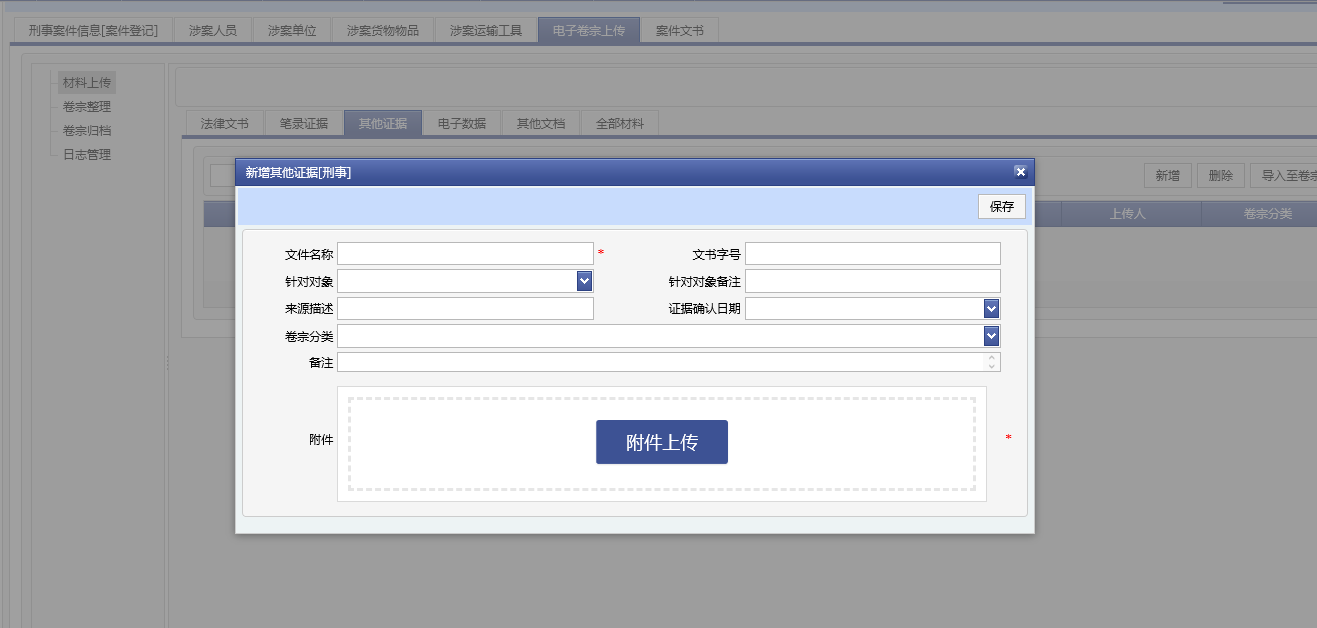 刑事案件信息[案件登记] 涉案人员 涉案单位 涉案货物物品 涉案运输工具 电子卷宗上传 案件文书
材料上传
卷宗整理
卷宗归档
日志管理
法律文书 笔录证据 其他证据 电子数据 其他文档 全部材料
新增其他证据[刑事]
新增 删除 导入至卷宗
保存
上传人 卷宗分类
文件名称 * 文书字号
针对对象 针对对象备注
来源描述 证据确认日期
卷宗分类
备注
附件 附件上传 *